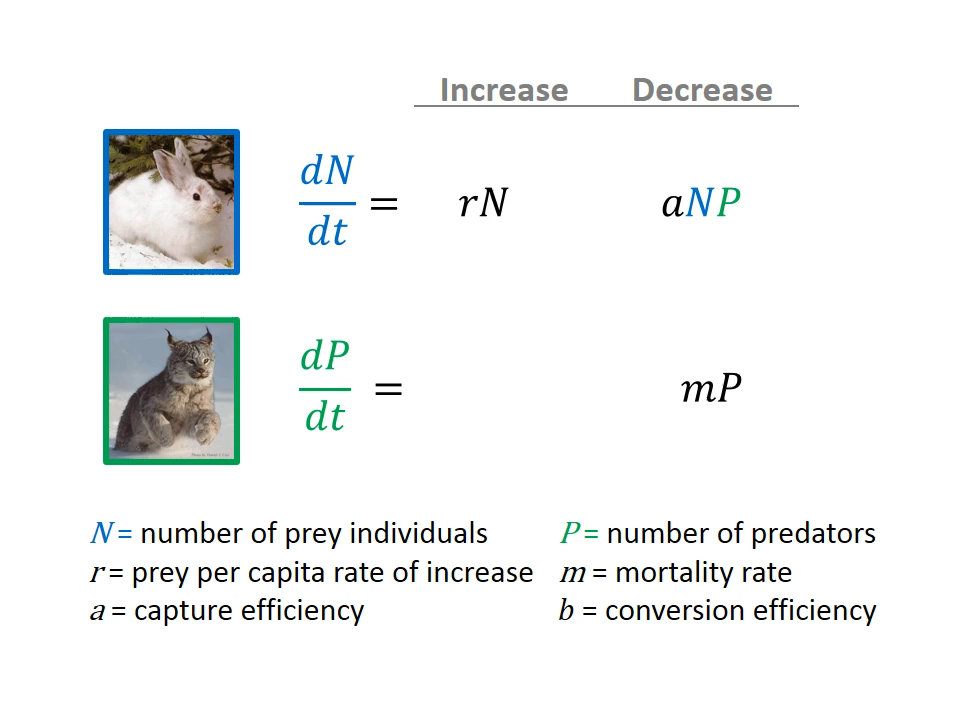 Increase Decrease
dN/dt = rN aNP
dP/dt = mP
N = number of prey individuals P = number of predators
r = prey per capita rate of increase m = mortality rate
a = capture efficiency b = conversion efficiency